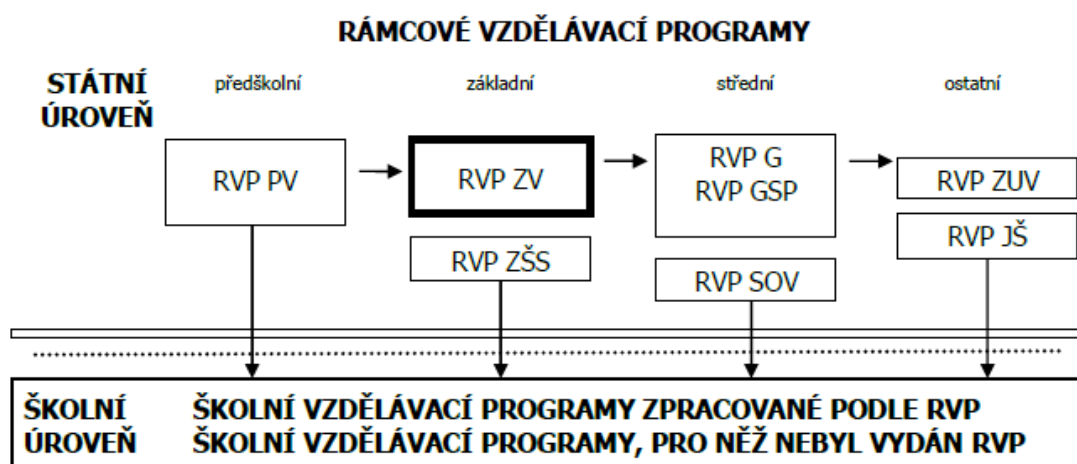 RÁMCOVÉ VZDĚLÁVACÍ PROGRAMY
STÁTNÍ ÚROVEŇ
předškolní
základní
střední
ostatní
RVP PV
RVP ZV
RVP G
RVP GSP
RVP ZUV
RVP JŠ
RVP ZŠS
RVP SOV
ŠKOLNÍ ŠKOLNÍ VZDĚLÁVACÍ PROGRAMY ZPRACOVANÉ PODLE RVP
ÚROVEŇ ŠKOLNÍ VZDĚLÁVACÍ PROGRAMY, PRO NĚŽ NEBYL VYDÁN RVP